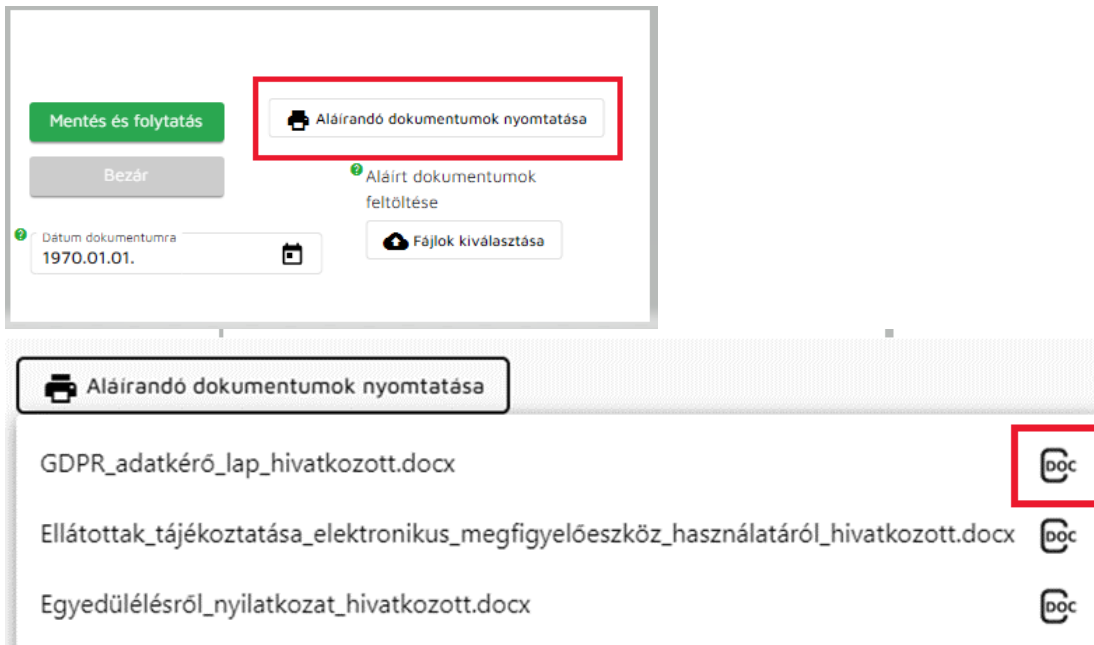 Mentés és folytatás
Aláírandó dokumentumok nyomtatása
Bezár
Aláírt dokumentumok
feltöltése
Dátum dokumentumra
1970.01.01.
Fájlok kiválasztása
Aláírandó dokumentumok nyomtatása
GDPR_adatkérő_lap_hivatkozott.docx
DOC
Ellátottak_tájékoztatása_elektronikus_megfigyelőeszköz_használatáról_hivatkozott.docx
DOC
Egyedülélésről_nyilatkozat_hivatkozott.docx
DOC